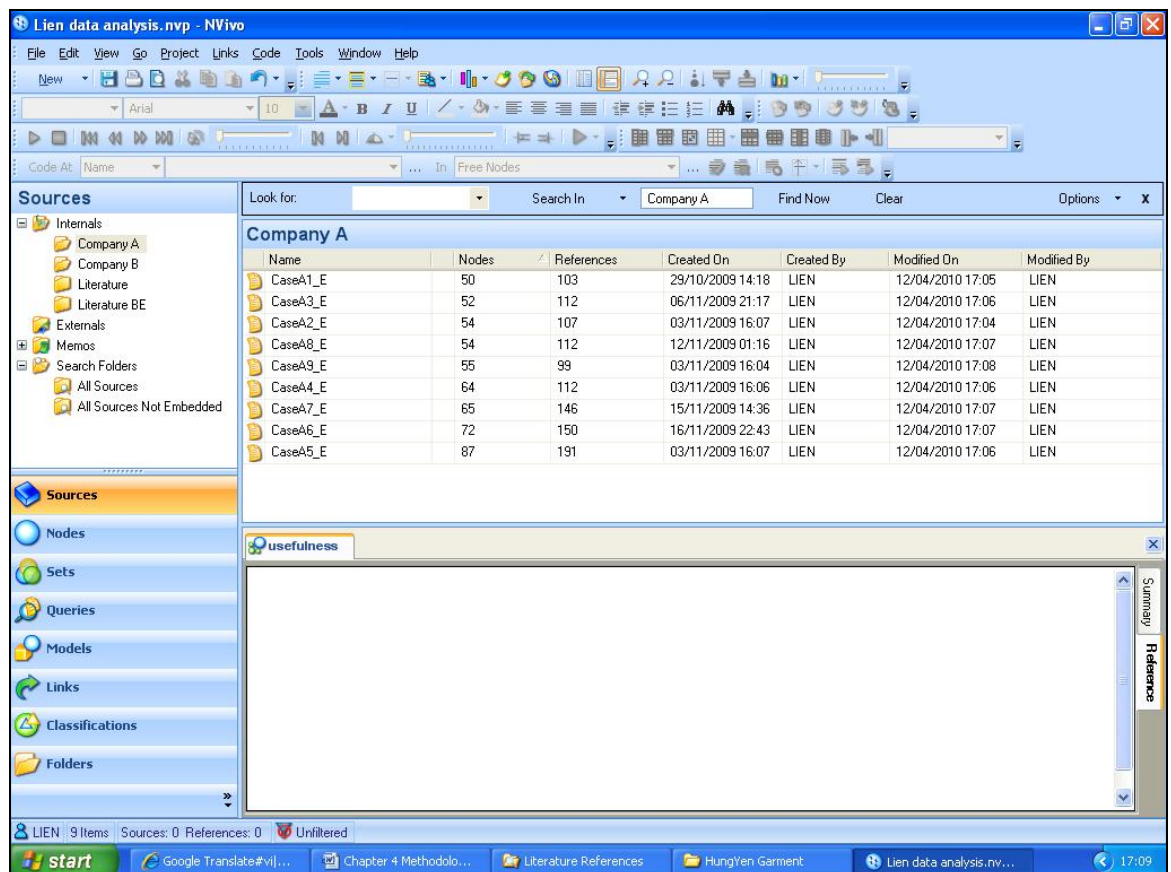 Lien data analysis.nvp - NVivo
File Edit View Go Project Links Code Tools Window Help
New
Arial 10 A B I U
Code At Name ... In Free Nodes ...
Sources
Internals
Company A
Company B
Literature
Literature BE
Externals
Memos
Search Folders
All Sources
All Sources Not Embedded
Sources
Nodes
Sets
Queries
Models
Links
Classifications
Folders
»
Look for: Search In Company A Find Now Clear Options x
Company A
Name Nodes References Created On Created By Modified On Modified By
CaseA1_E 50 103 29/10/2009 14:18 LIEN 12/04/2010 17:05 LIEN
CaseA3_E 52 112 06/11/2009 21:17 LIEN 12/04/2010 17:06 LIEN
CaseA2_E 54 107 03/11/2009 16:07 LIEN 12/04/2010 17:04 LIEN
CaseA8_E 54 112 12/11/2009 01:16 LIEN 12/04/2010 17:07 LIEN
CaseA9_E 55 99 03/11/2009 16:04 LIEN 12/04/2010 17:08 LIEN
CaseA4_E 64 112 03/11/2009 16:06 LIEN 12/04/2010 17:06 LIEN
CaseA7_E 65 146 15/11/2009 14:36 LIEN 12/04/2010 17:07 LIEN
CaseA6_E 72 150 16/11/2009 22:43 LIEN 12/04/2010 17:07 LIEN
CaseA5_E 87 191 03/11/2009 16:07 LIEN 12/04/2010 17:06 LIEN
usefulness
Summary
Reference
LIEN 9 Items Sources: 0 References: 0 Unfiltered
start Google Translate#vi|... Chapter 4 Methodolo... Literature References HungYen Garment Lien data analysis.nv... 17:09